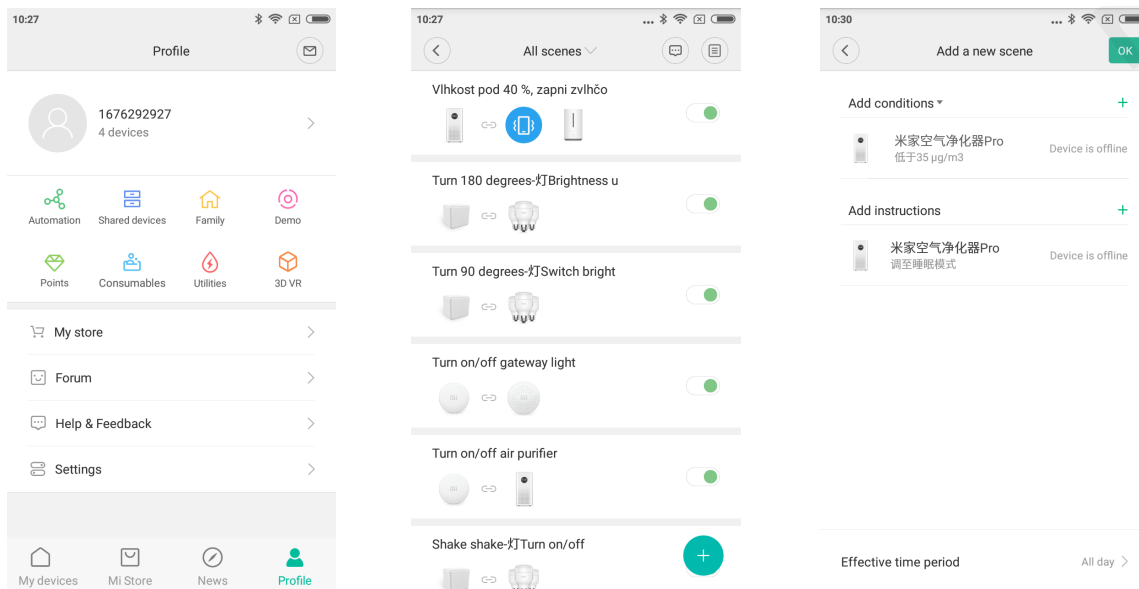 10:27
Profile
1676292927
4 devices
Automation
Shared devices
Family
Demo
Points
Consumables
Utilities
3D VR
My store
Forum
Help & Feedback
Settings
My devices
Mi Store
News
Profile
10:27
All scenes
Vlhkost pod 40 %, zapni zvlhčo
Turn 180 degrees-灯Brightness u
Turn 90 degrees-灯Switch bright
Turn on/off gateway light
Turn on/off air purifier
Shake shake-灯Turn on/off
10:30
Add a new scene
OK
Add conditions
米家空气净化器Pro
低于35 μg/m3
Device is offline
Add instructions
米家空气净化器Pro
调至睡眠模式
Device is offline
Effective time period
All day